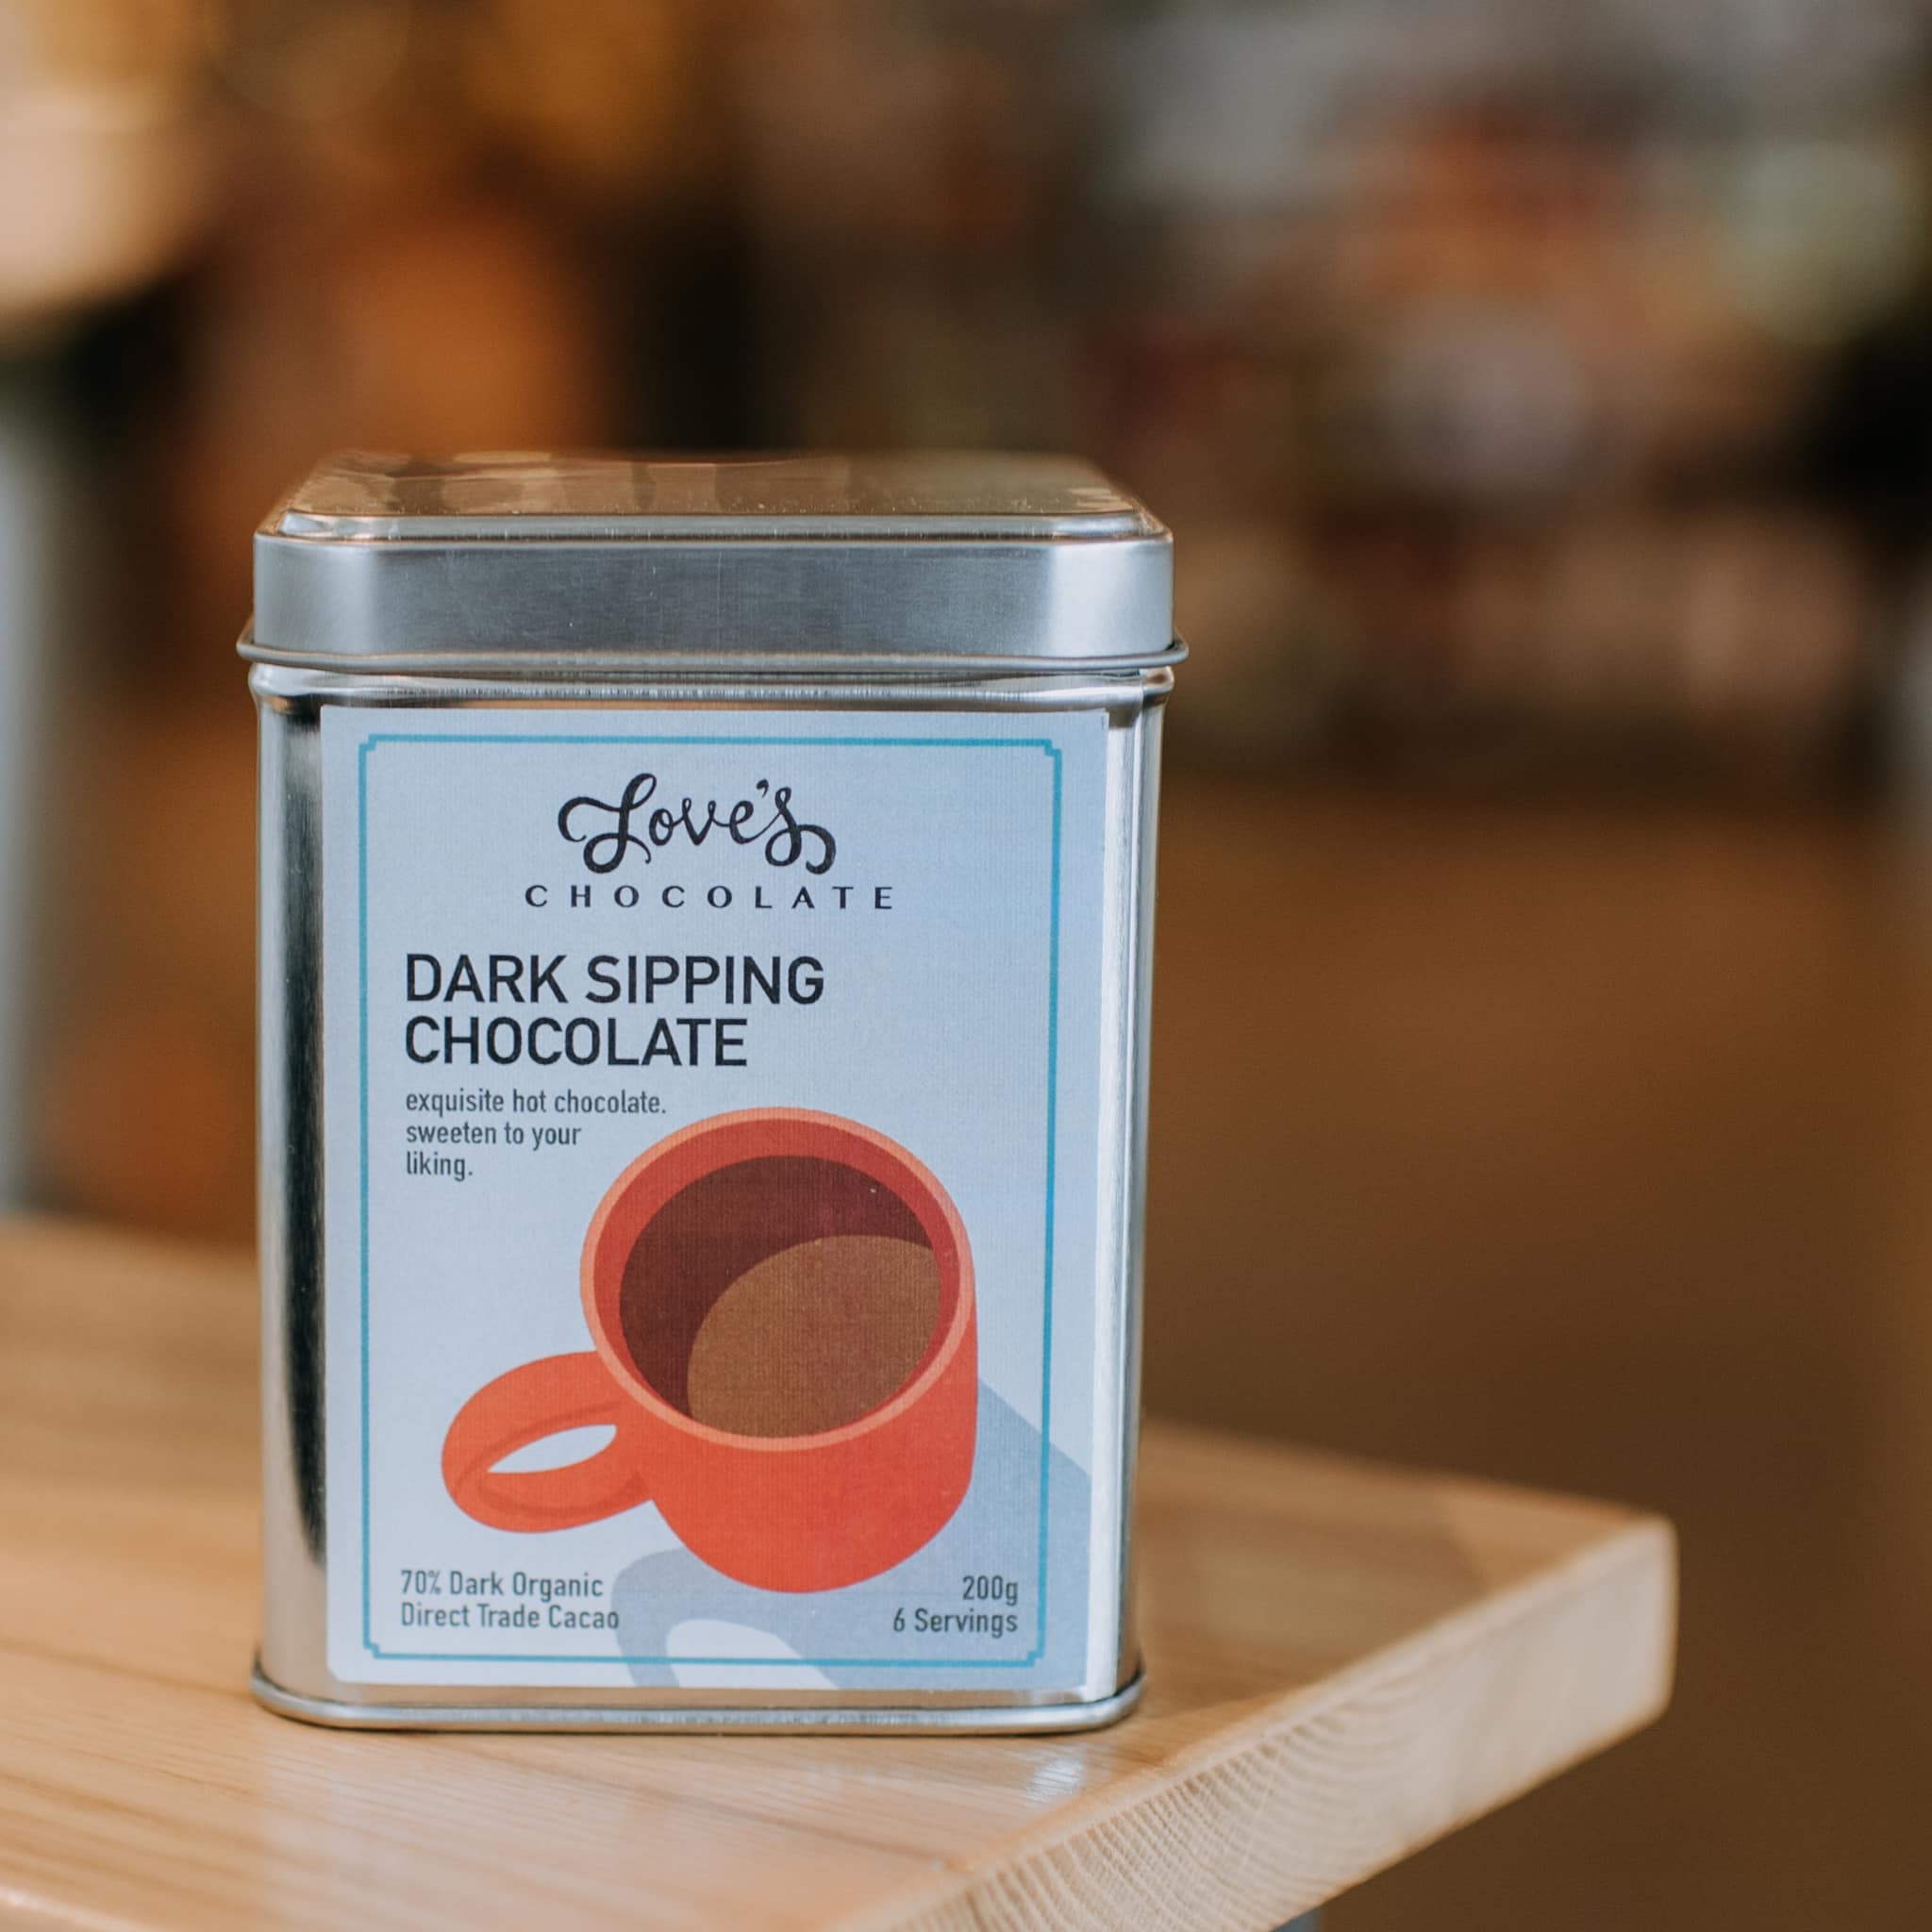 Love's
CHOCOLATE
DARK SIPPING
CHOCOLATE
exquisite hot chocolate.
sweeten to your
liking.
70% Dark Organic
Direct Trade Cacao
200g
6 Servings